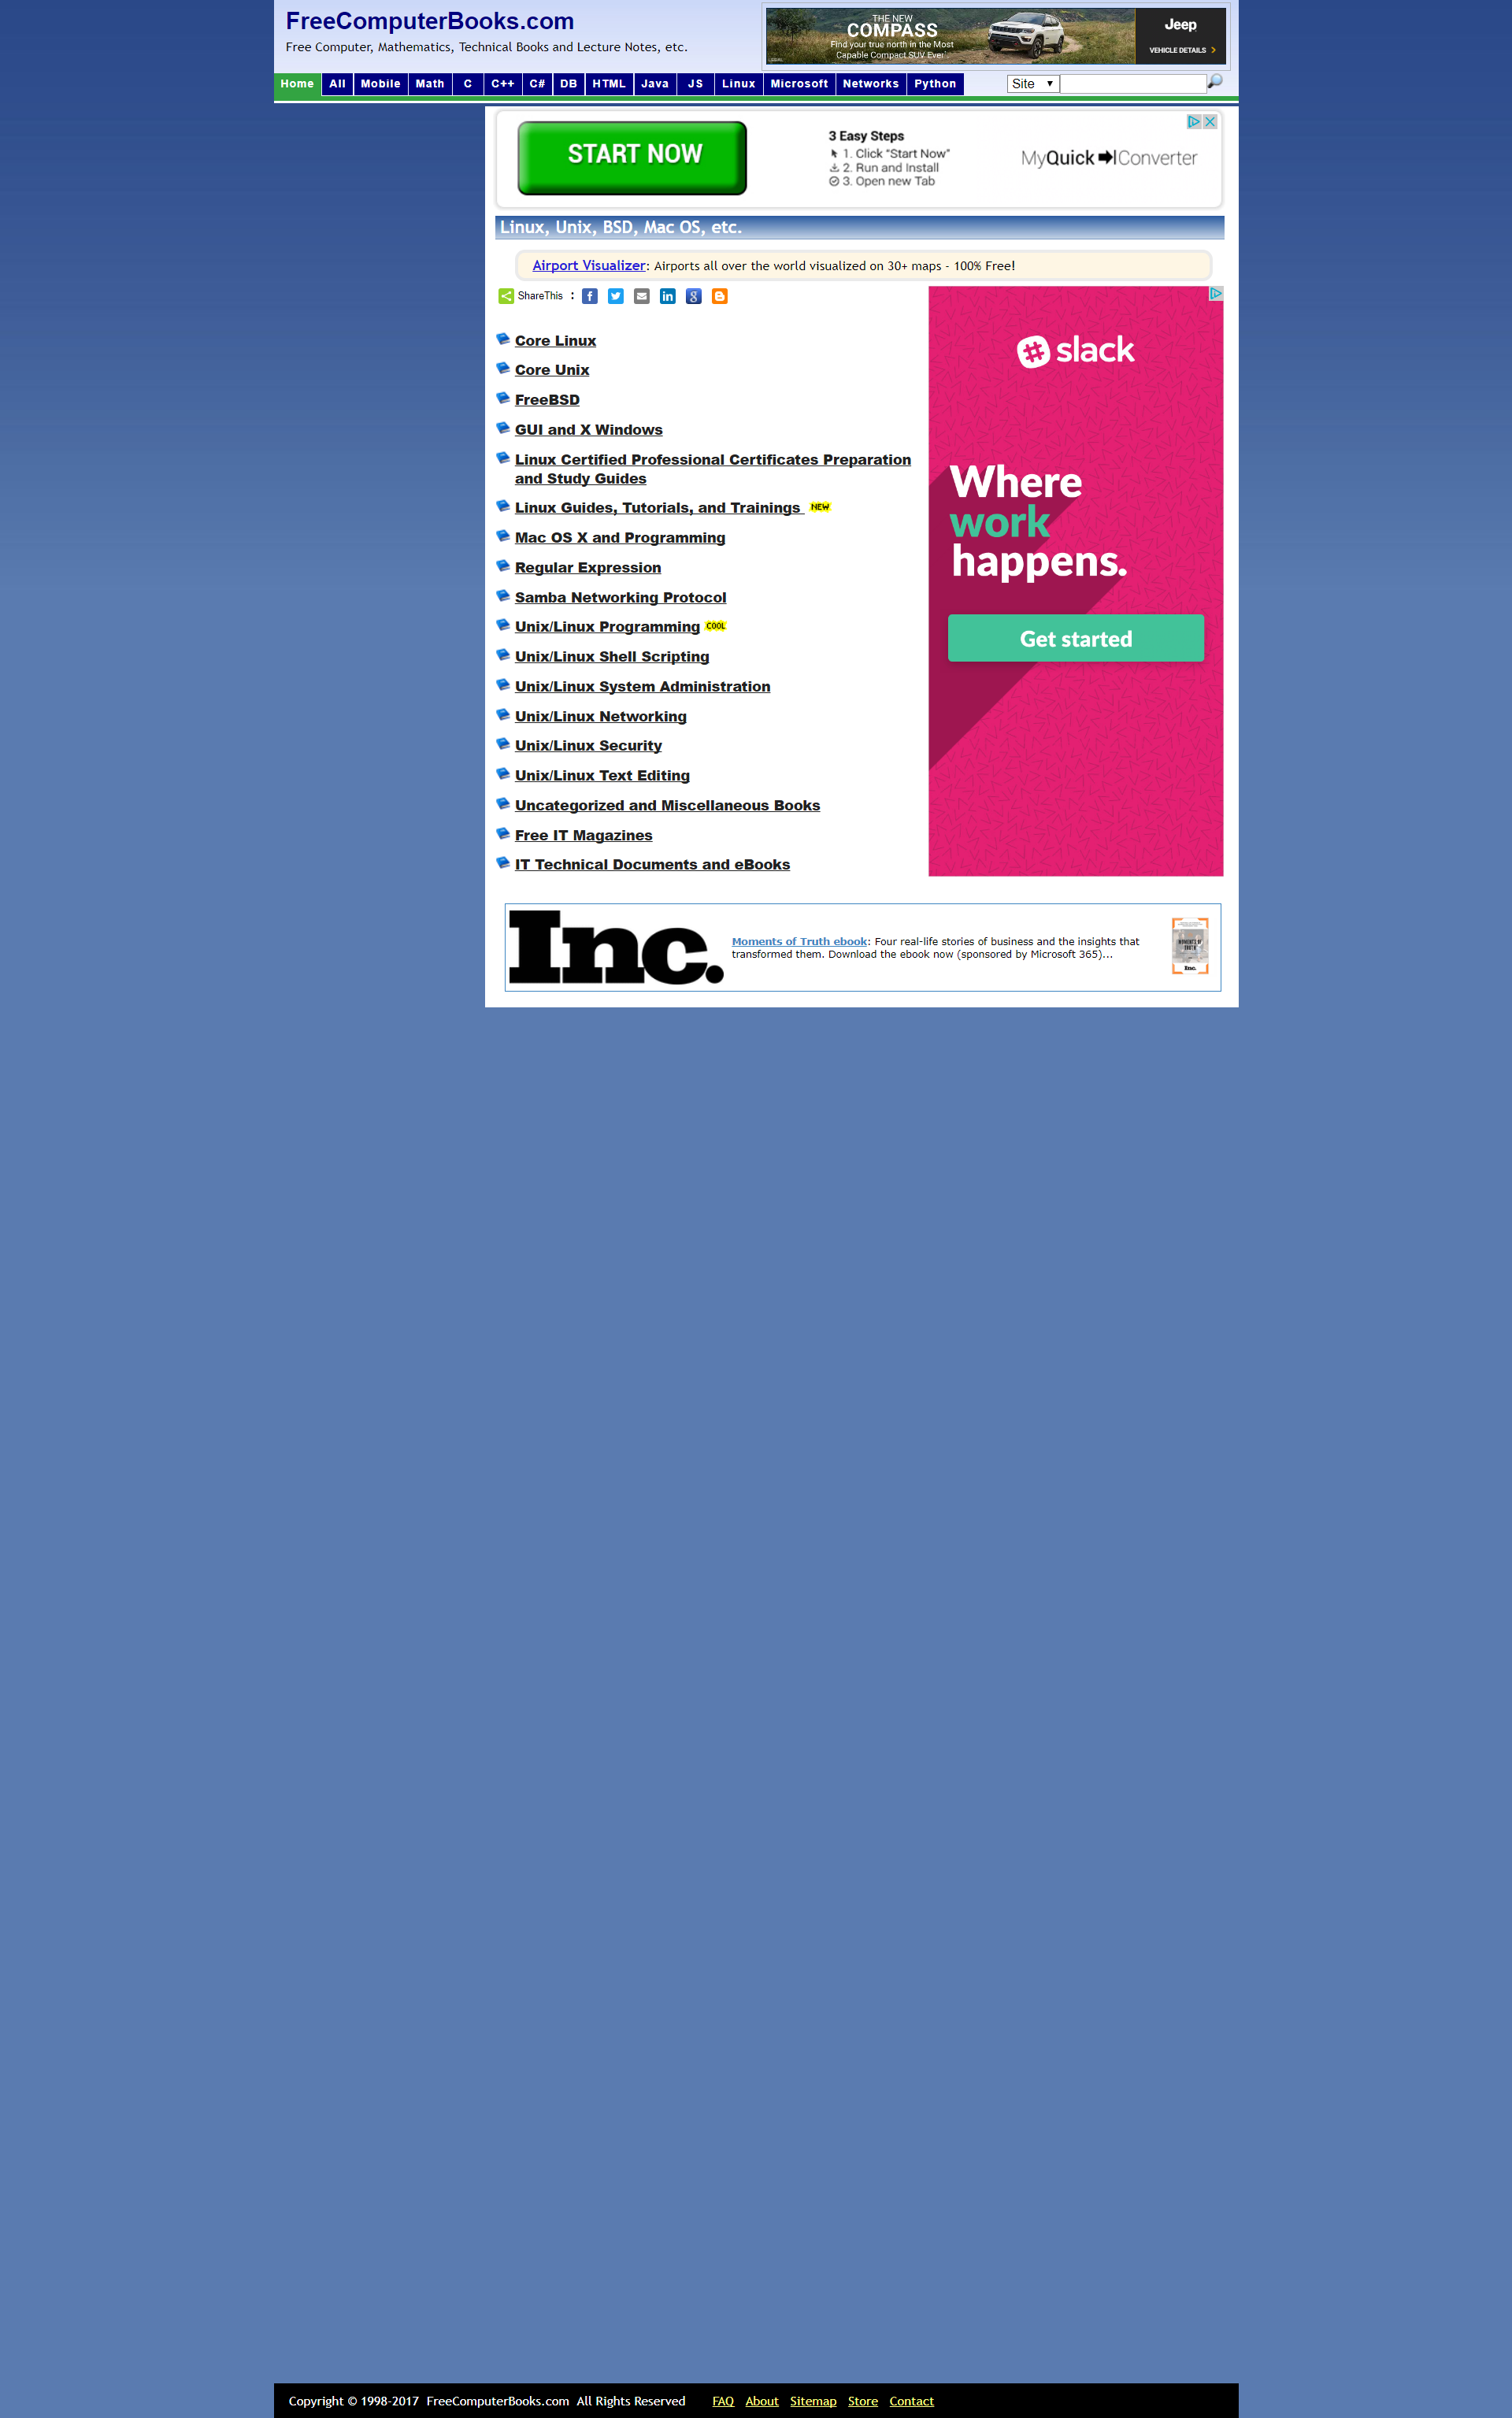 FreeComputerBooks.com
Free Computer, Mathematics, Technical Books and Lecture Notes, etc.
THE NEW
COMPASS
Find your true north in the Most
Capable Compact SUV Ever
Jeep
VEHICLE DETAILS
Home All Mobile Math C C++ C# DB HTML Java JS Linux Microsoft Networks Python
Site
START NOW
3 Easy Steps
1. Click "Start Now"
2. Run and Install
3. Open new Tab
MyQuick Converter
Linux, Unix, BSD, Mac OS, etc.
Airport Visualizer: Airports all over the world visualized on 30+ maps - 100% Free!
ShareThis :
Core Linux
Core Unix
FreeBSD
GUI and X Windows
Linux Certified Professional Certificates Preparation
and Study Guides
Linux Guides, Tutorials, and Trainings NEW
Mac OS X and Programming
Regular Expression
Samba Networking Protocol
Unix/Linux Programming COOL
Unix/Linux Shell Scripting
Unix/Linux System Administration
Unix/Linux Networking
Unix/Linux Security
Unix/Linux Text Editing
Uncategorized and Miscellaneous Books
Free IT Magazines
IT Technical Documents and eBooks
slack
Where
work
happens.
Get started
Inc.
Moments of Truth ebook: Four real-life stories of business and the insights that
transformed them. Download the ebook now (sponsored by Microsoft 365)...
MOMENTS OF
TRUTH
Inc.
Copyright © 1998-2017 FreeComputerBooks.com All Rights Reserved FAQ About Sitemap Store Contact